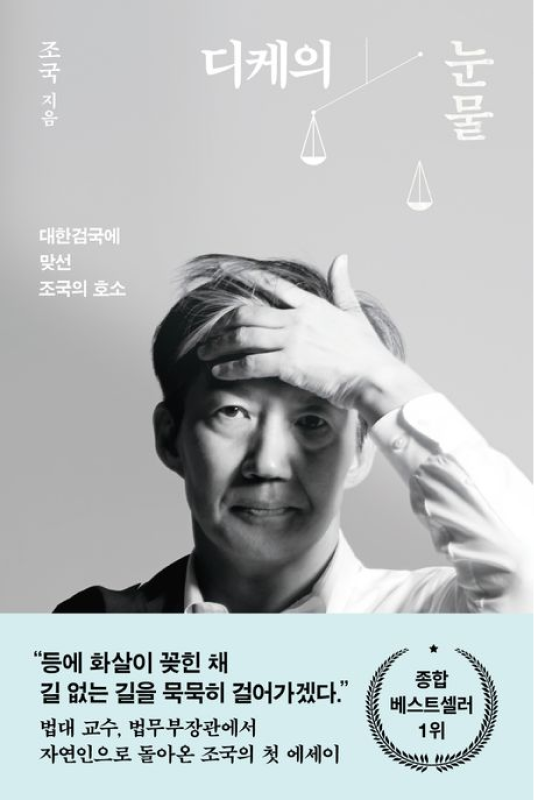 조국 지음
디케의
눈물
대한검국에
맞선
조국의 호소
“등에 화살이 꽂힌 채
길 없는 길을 묵묵히 걸어가겠다.”
법대 교수, 법무부장관에서
자연인으로 돌아온 조국의 첫 에세이
종합
베스트셀러
1위